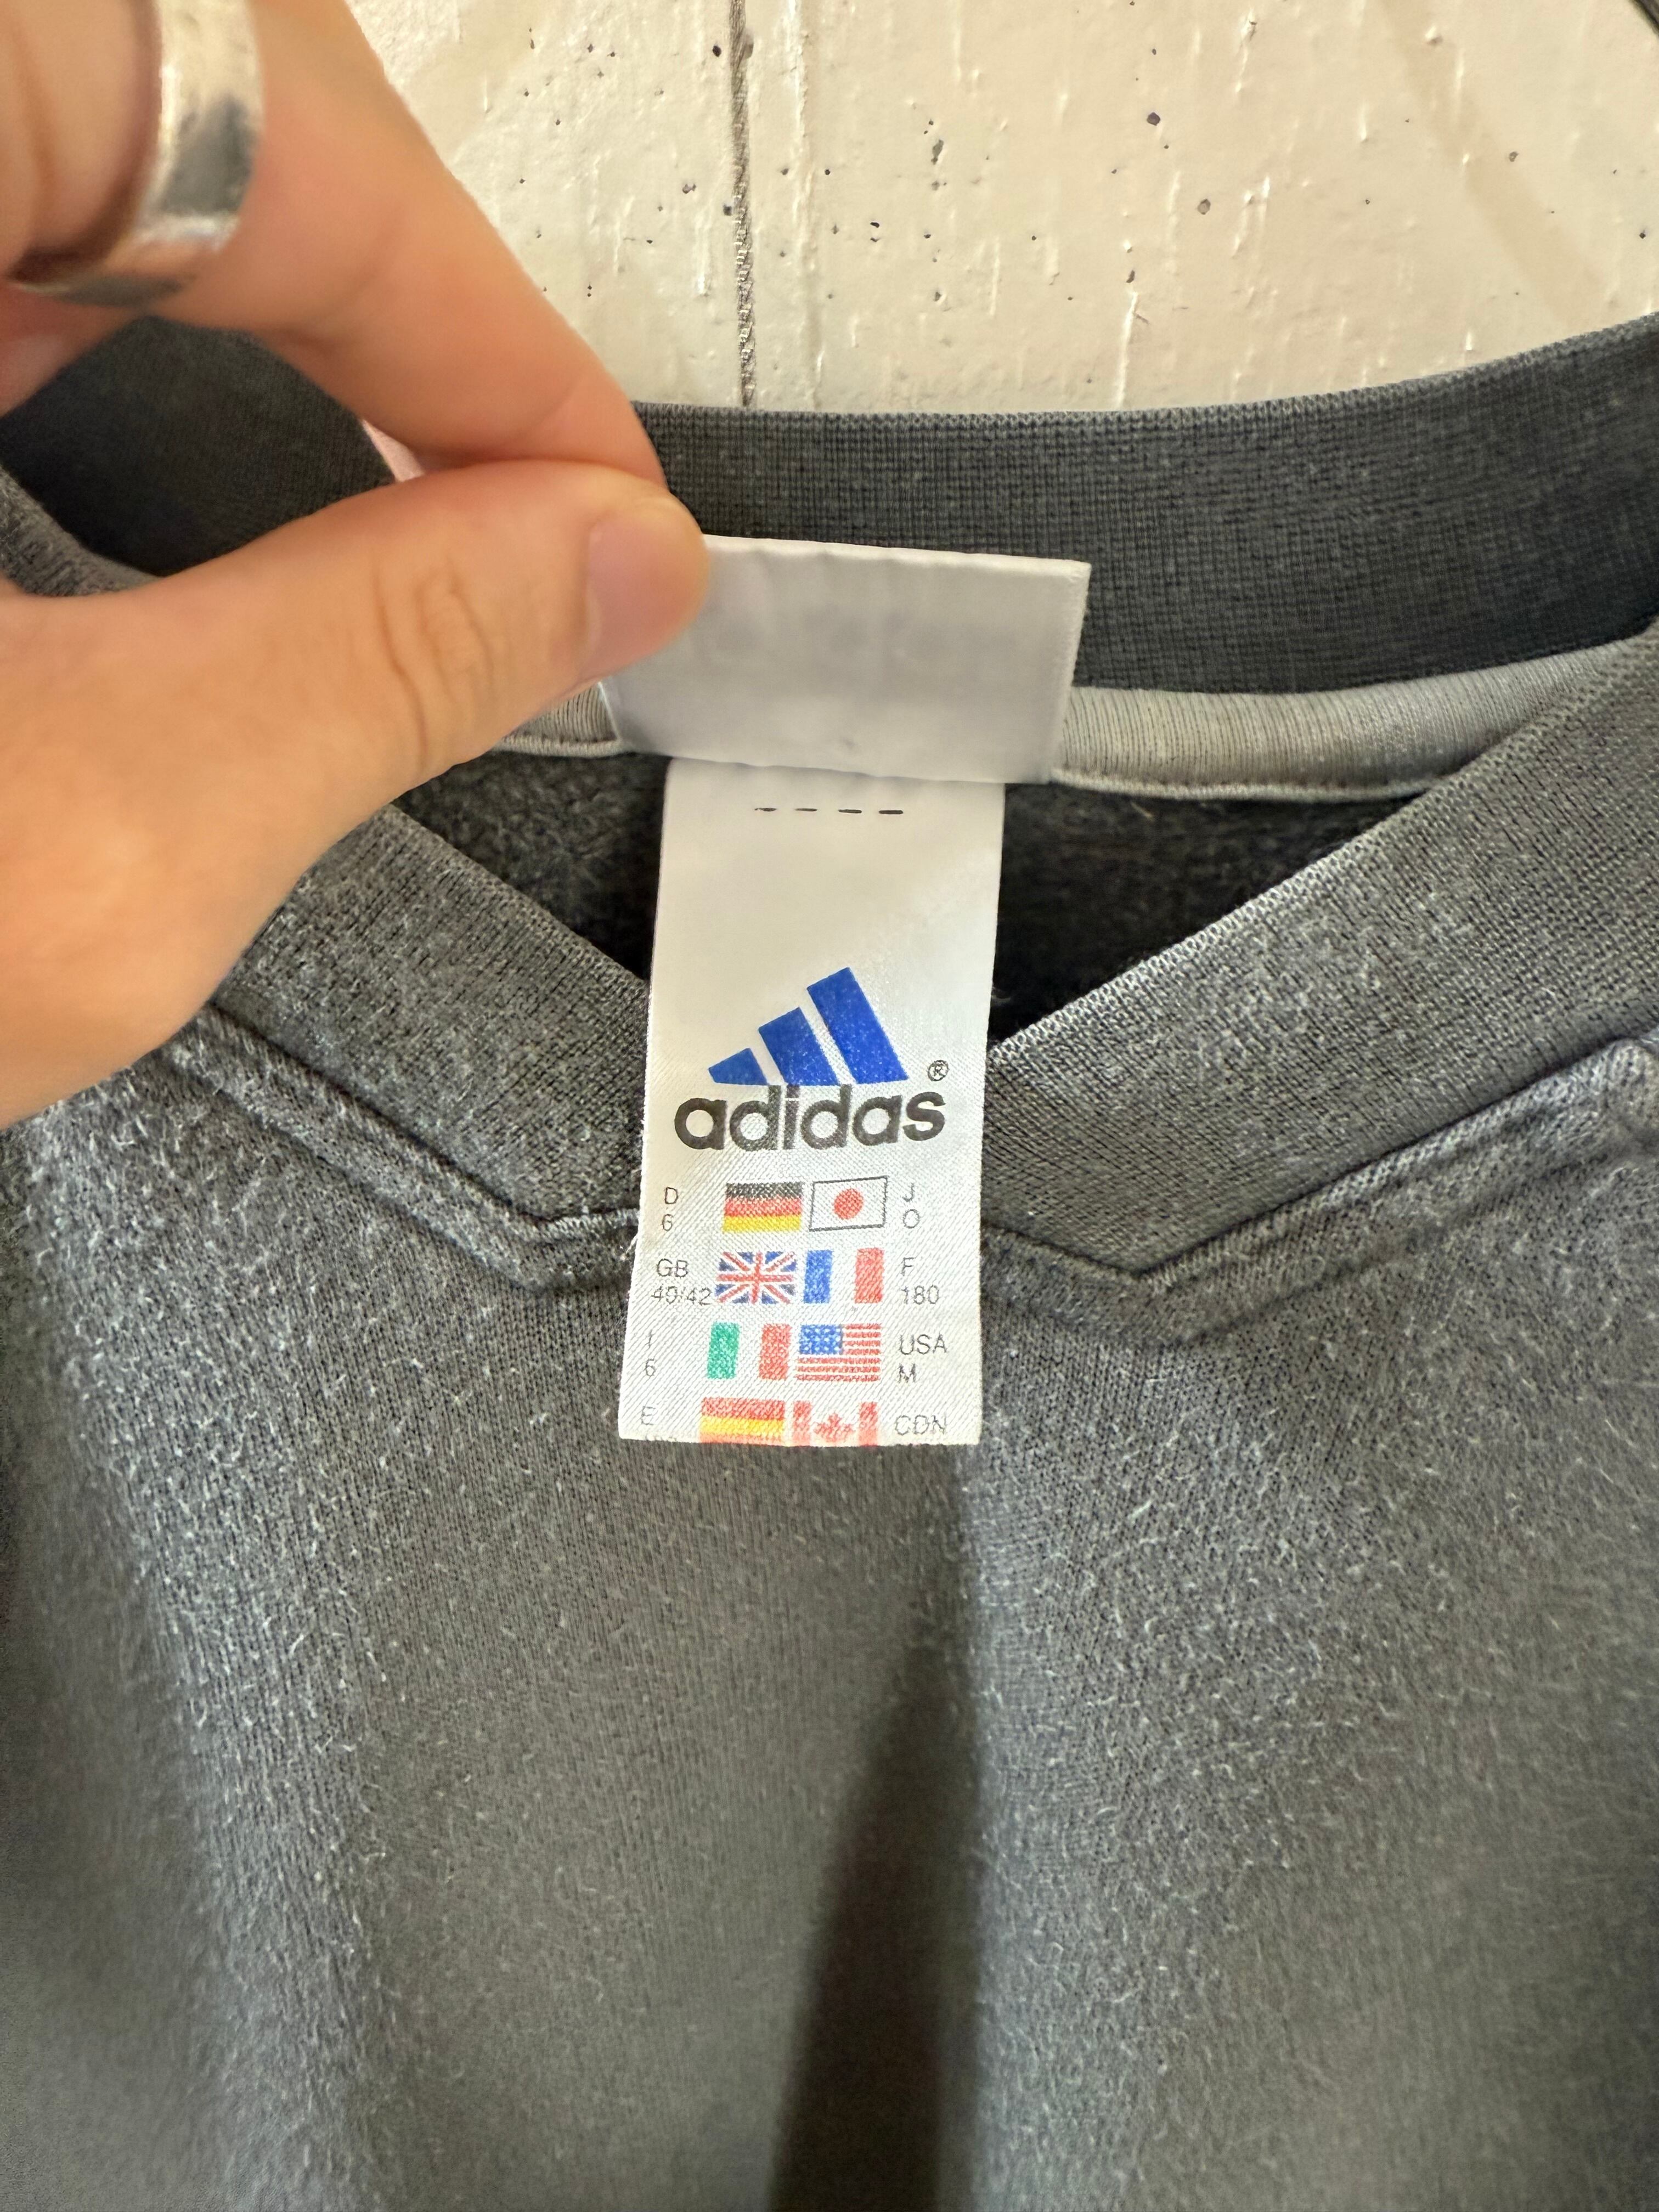 adidas®
D J
6 O
GB F
40/42 180
I USA
6 M
E CDN